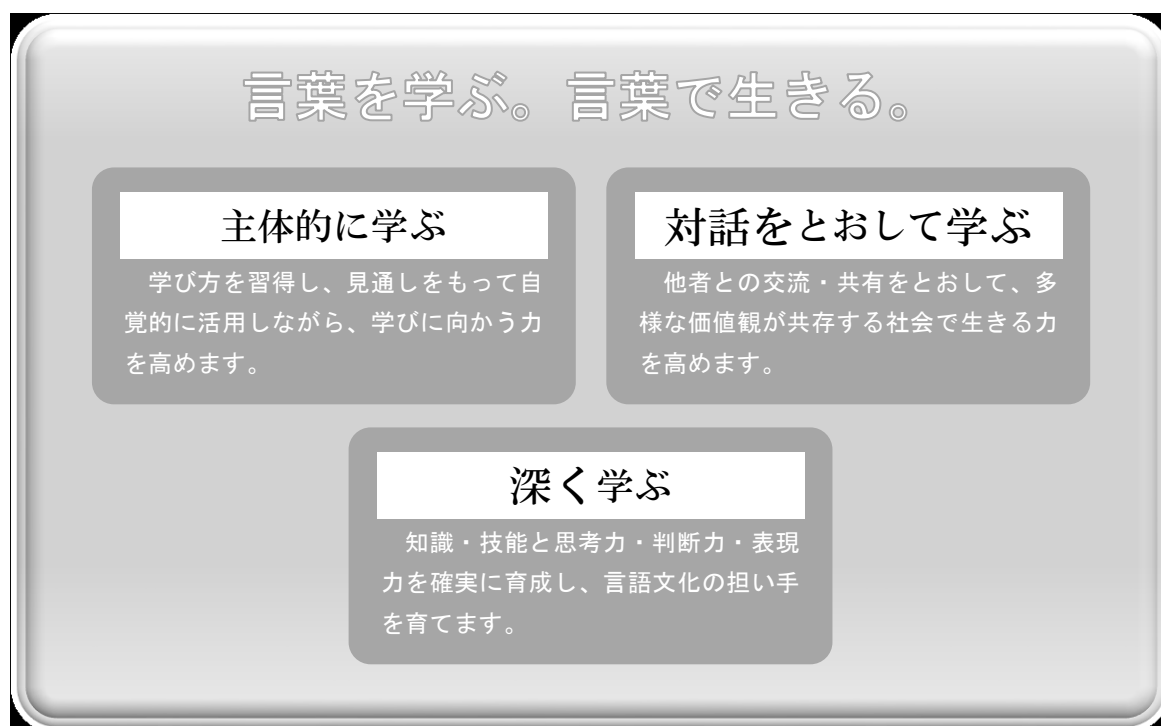 言葉を学ぶ。言葉で生きる。
主体的に学ぶ
学び方を習得し、見通しをもって自
覚的に活用しながら、学びに向かう力
を高めます。
対話をとおして学ぶ
他者との交流・共有をとおして、多
様な価値観が共存する社会で生きる力
を高めます。
深く学ぶ
知識・技能と思考力・判断力・表現
力を確実に育成し、言語文化の担い手
を育てます。